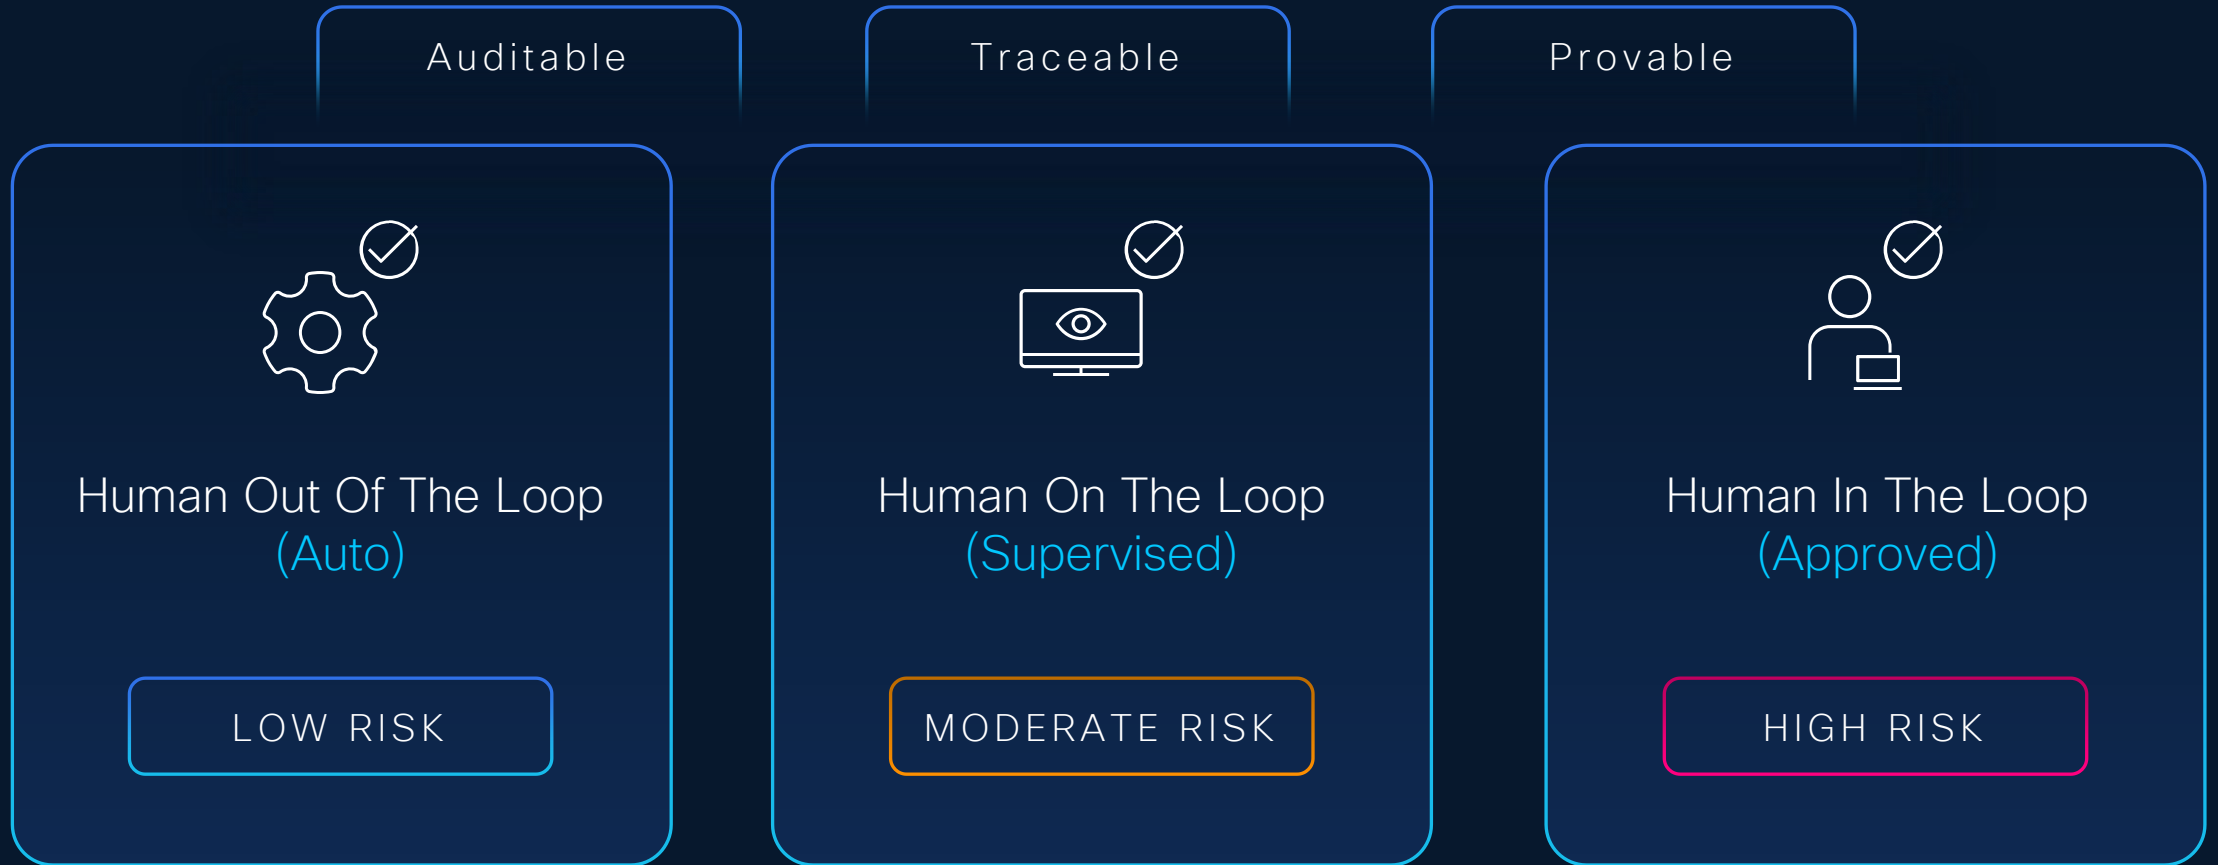 Auditable
Traceable
Provable
Human Out Of The Loop
(Auto)
LOW RISK
Human On The Loop
(Supervised)
MODERATE RISK
Human In The Loop
(Approved)
HIGH RISK